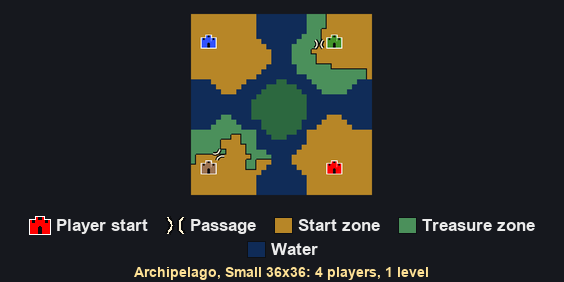 Player start Passage Start zone Treasure zone
Water
Archipelago, Small 36x36: 4 players, 1 level